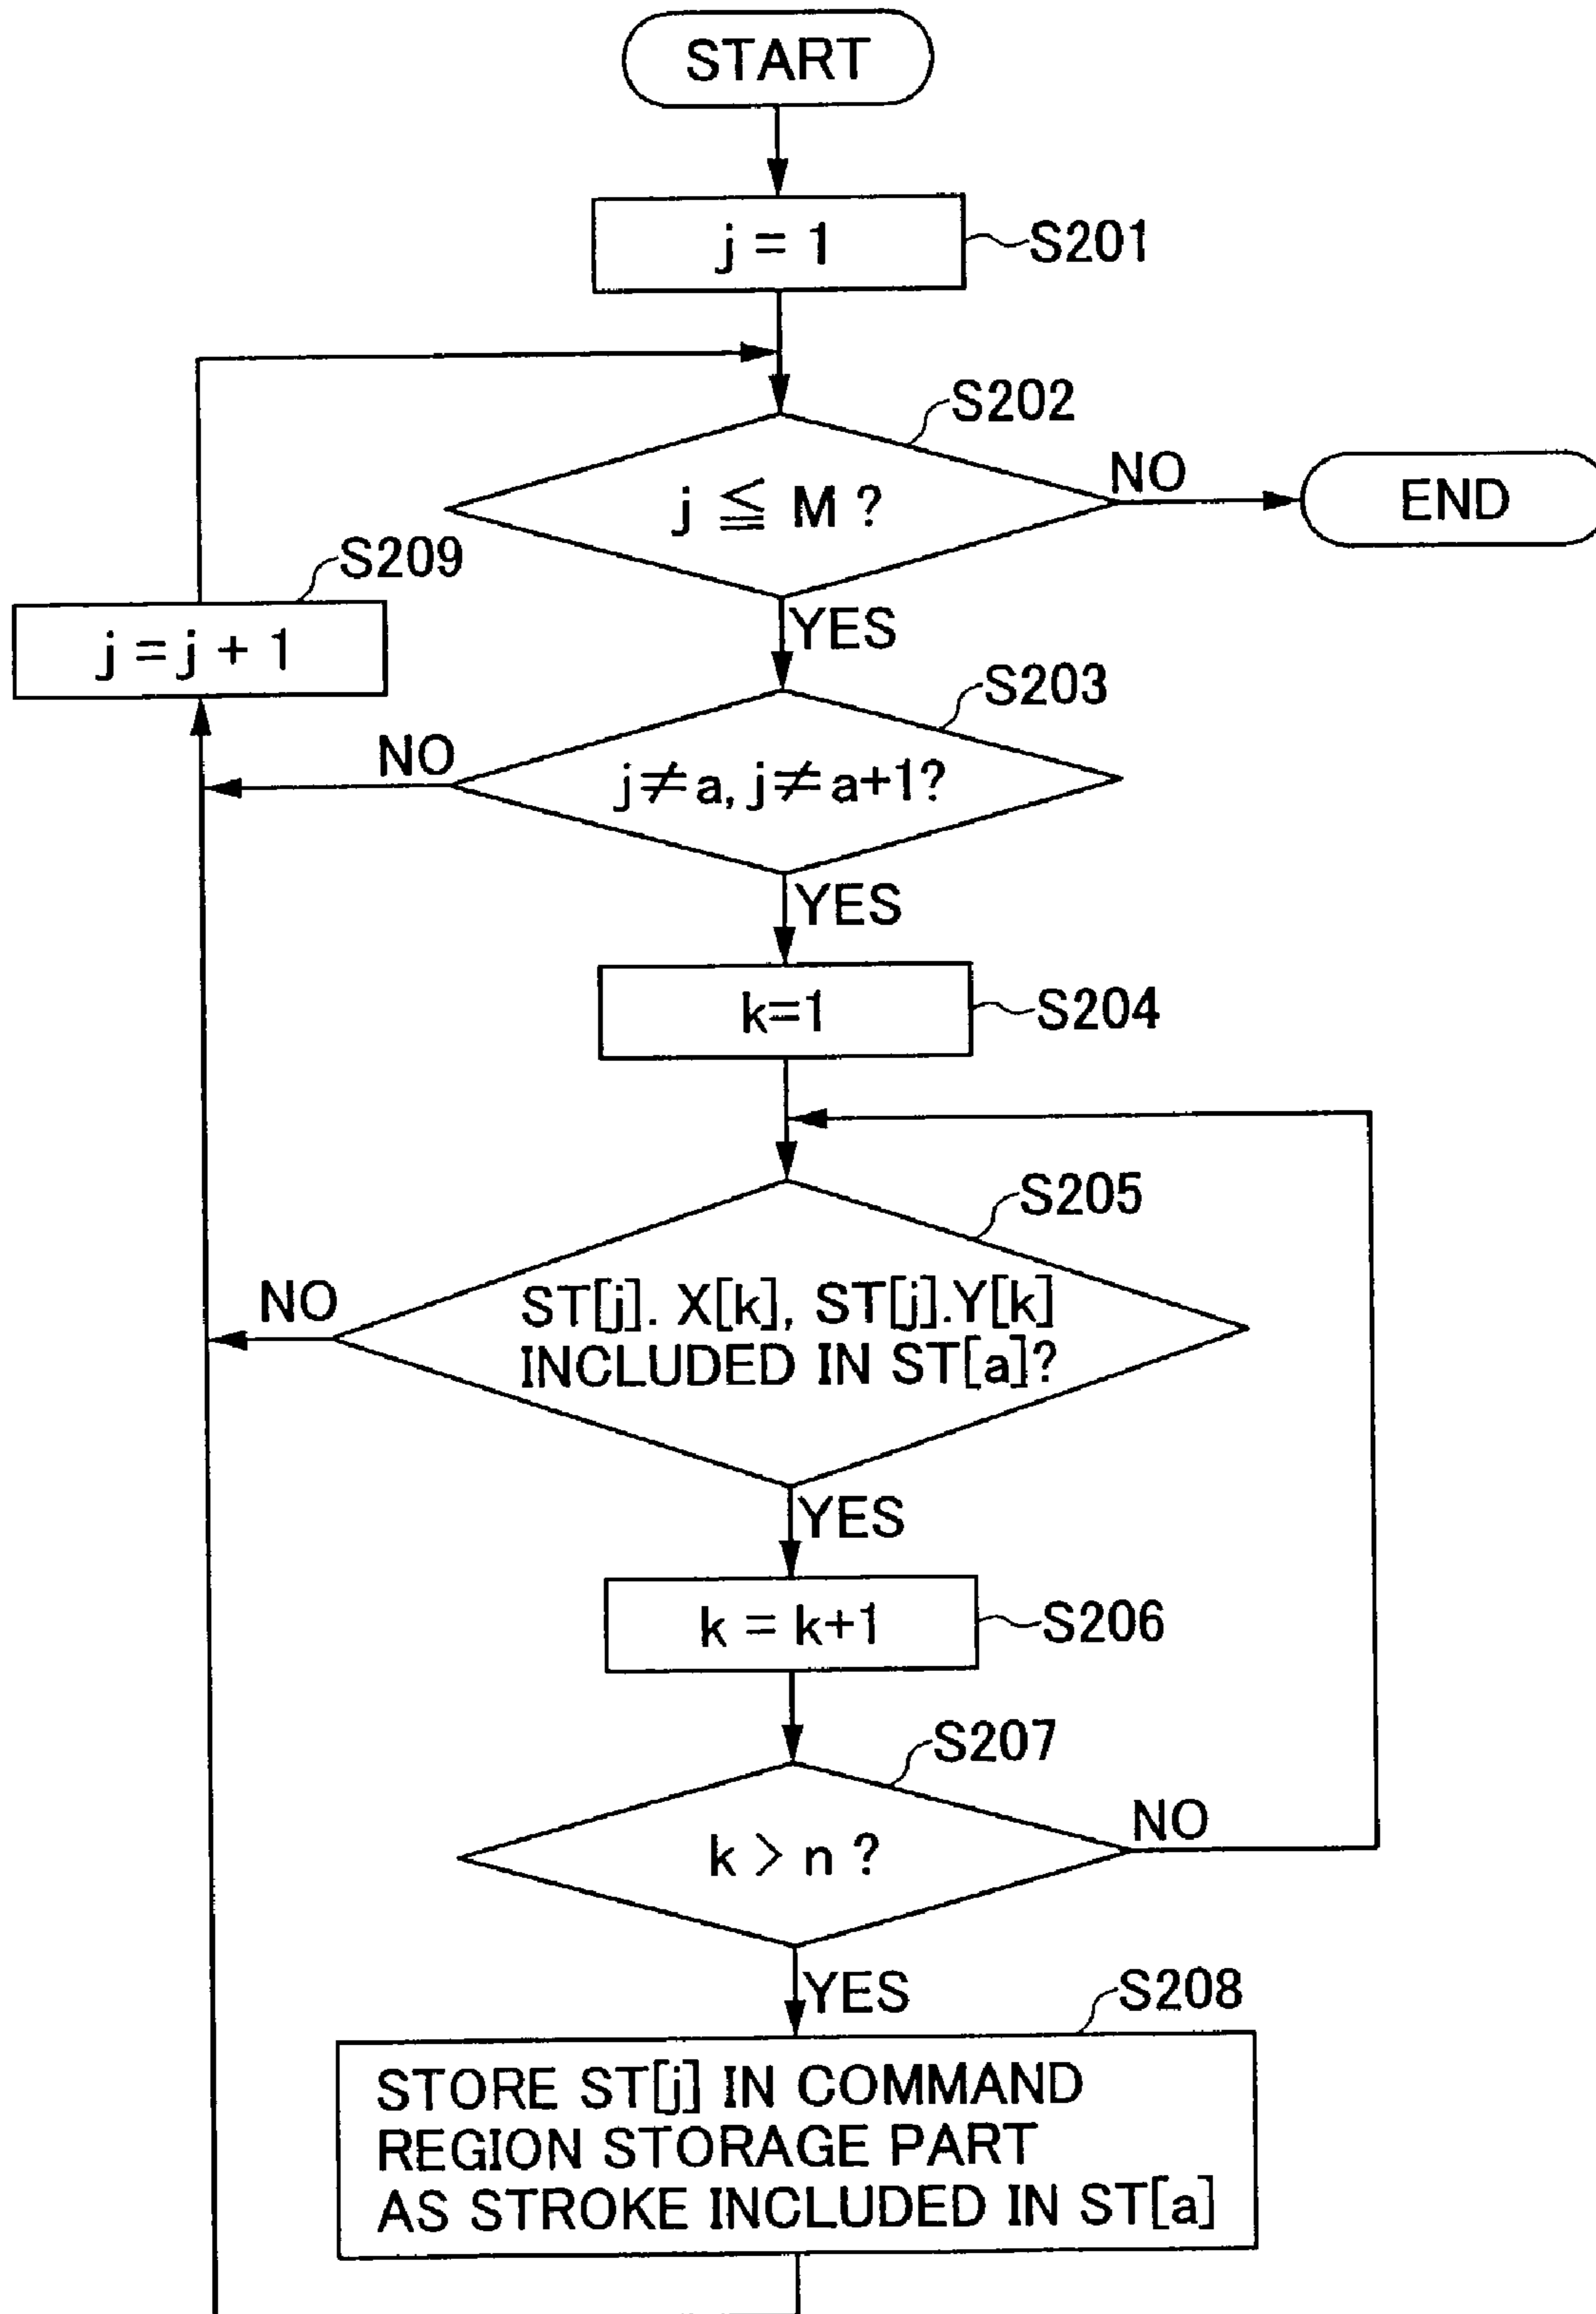 START
j = 1
S201
S202
j ≦ M ?
NO
END
S209
j = j + 1
YES
S203
NO
j≠a, j≠a+1?
YES
k=1
S204
S205
NO
ST[j]. X[k], ST[j].Y[k]
INCLUDED IN ST[a]?
YES
k = k+1
S206
S207
k > n ?
NO
YES
S208
STORE ST[j] IN COMMAND
REGION STORAGE PART
AS STROKE INCLUDED IN ST[a]